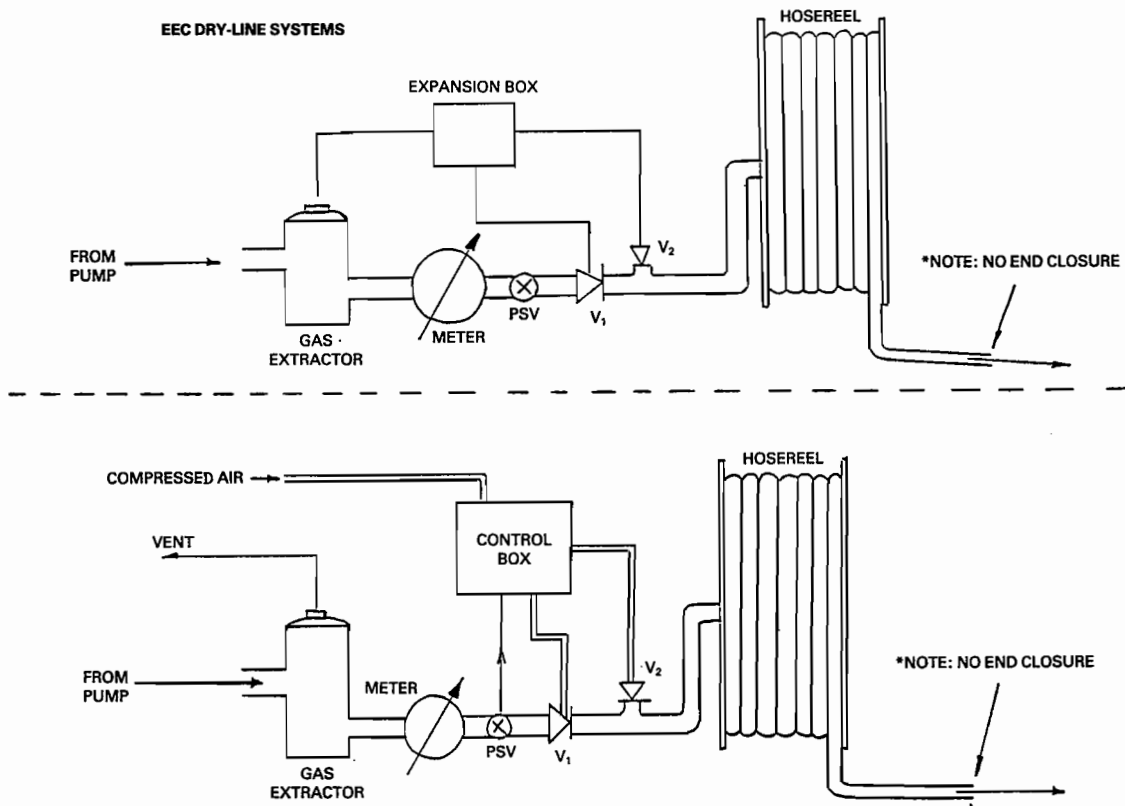 EEC DRY-LINE SYSTEMS
HOSEREEL
EXPANSION BOX
FROM
PUMP
V2
*NOTE: NO END CLOSURE
PSV
V1
METER
GAS ·
EXTRACTOR
HOSEREEL
COMPRESSED AIR
CONTROL
BOX
VENT
V2
*NOTE: NO END CLOSURE
FROM
PUMP
METER
PSV
V1
GAS
EXTRACTOR